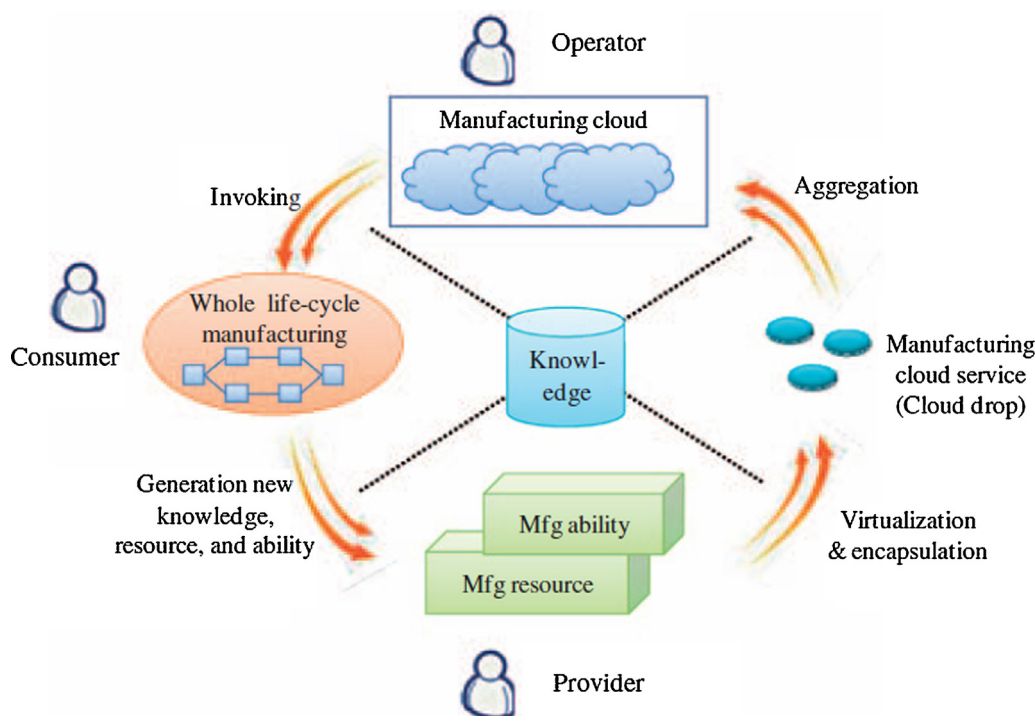 Operator
Manufacturing cloud
Invoking
Aggregation
Whole life-cycle
manufacturing
Consumer
Knowl-
edge
Manufacturing
cloud service
(Cloud drop)
Generation new
knowledge,
resource, and ability
Mfg ability
Mfg resource
Virtualization
& encapsulation
Provider